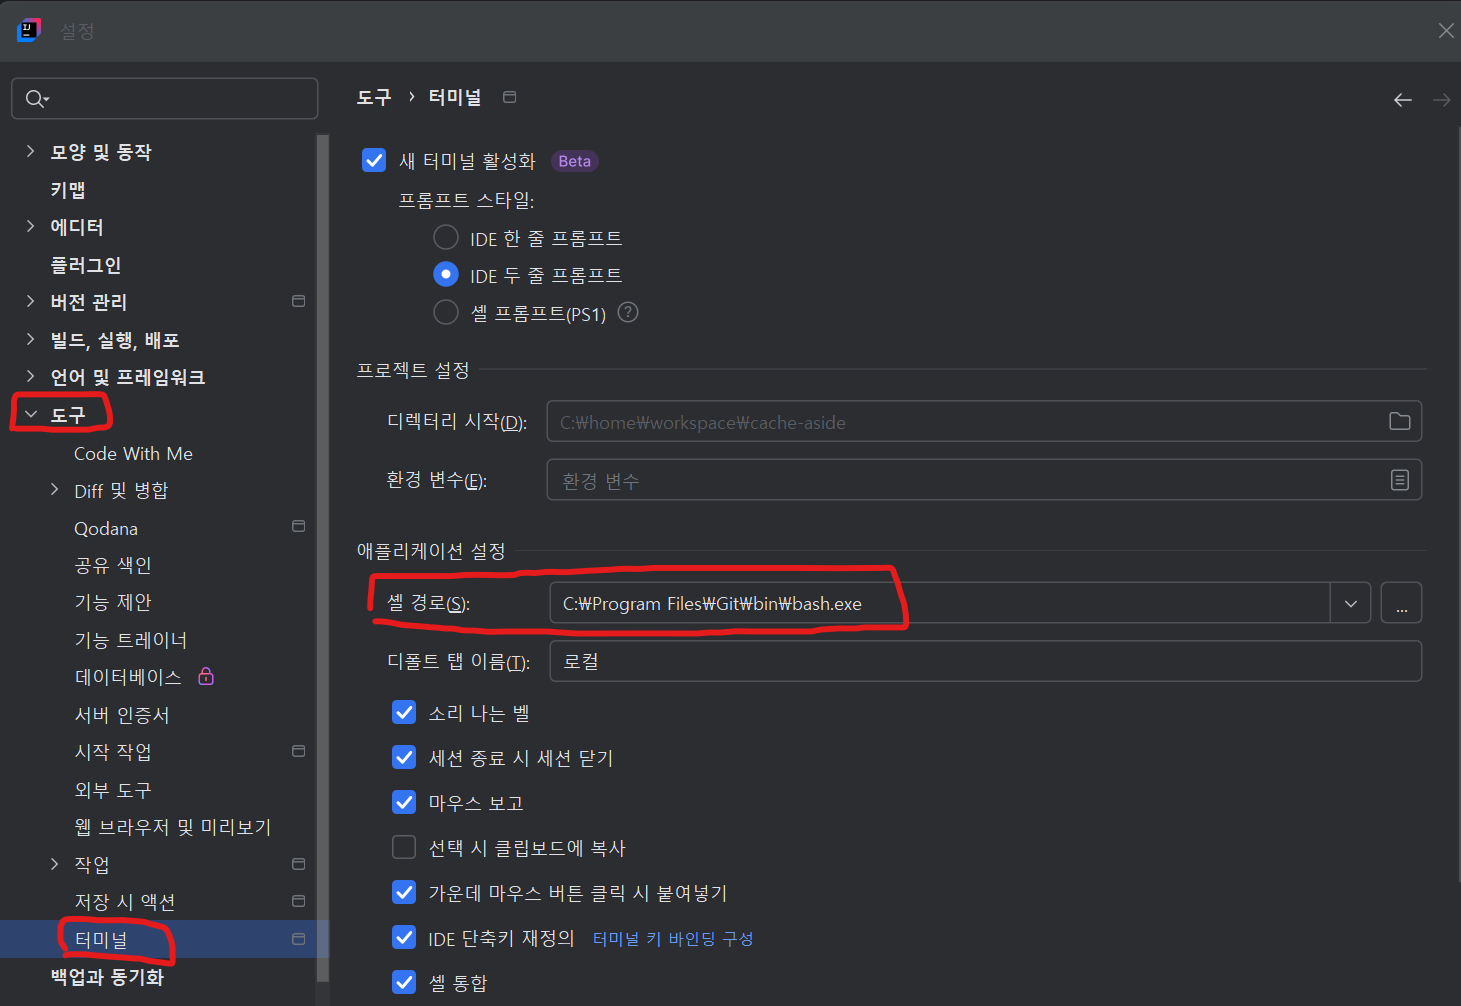 설정
도구 › 터미널
모양 및 동작
키맵
에디터
플러그인
버전 관리
빌드, 실행, 배포
언어 및 프레임워크
도구
Code With Me
Diff 및 병합
Qodana
공유 색인
기능 제안
기능 트레이너
데이터베이스
서버 인증서
시작 작업
외부 도구
웹 브라우저 및 미리보기
작업
저장 시 액션
터미널
백업과 동기화
새 터미널 활성화 Beta
프롬프트 스타일:
IDE 한 줄 프롬프트
IDE 두 줄 프롬프트
셸 프롬프트(PS1) ?
프로젝트 설정
디렉터리 시작(D): C:₩home₩workspace₩cache-aside
환경 변수(E): 환경 변수
애플리케이션 설정
셸 경로(S): C:₩Program Files₩Git₩bin₩bash.exe ...
디폴트 탭 이름(T): 로컬
소리 나는 벨
세션 종료 시 세션 닫기
마우스 보고
선택 시 클립보드에 복사
가운데 마우스 버튼 클릭 시 붙여넣기
IDE 단축키 재정의 터미널 키 바인딩 구성
셸 통합